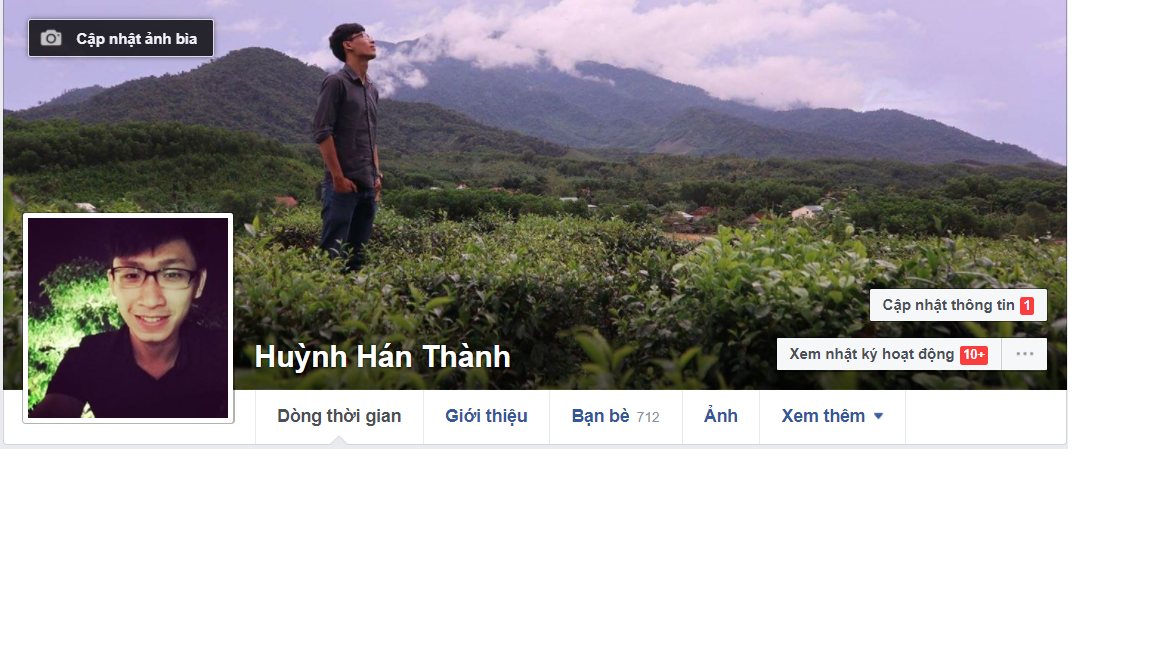 Cập nhật ảnh bìa
Cập nhật thông tin 1
Xem nhật ký hoạt động 10+
Huỳnh Hán Thành
Dòng thời gian
Giới thiệu
Bạn bè 712
Ảnh
Xem thêm